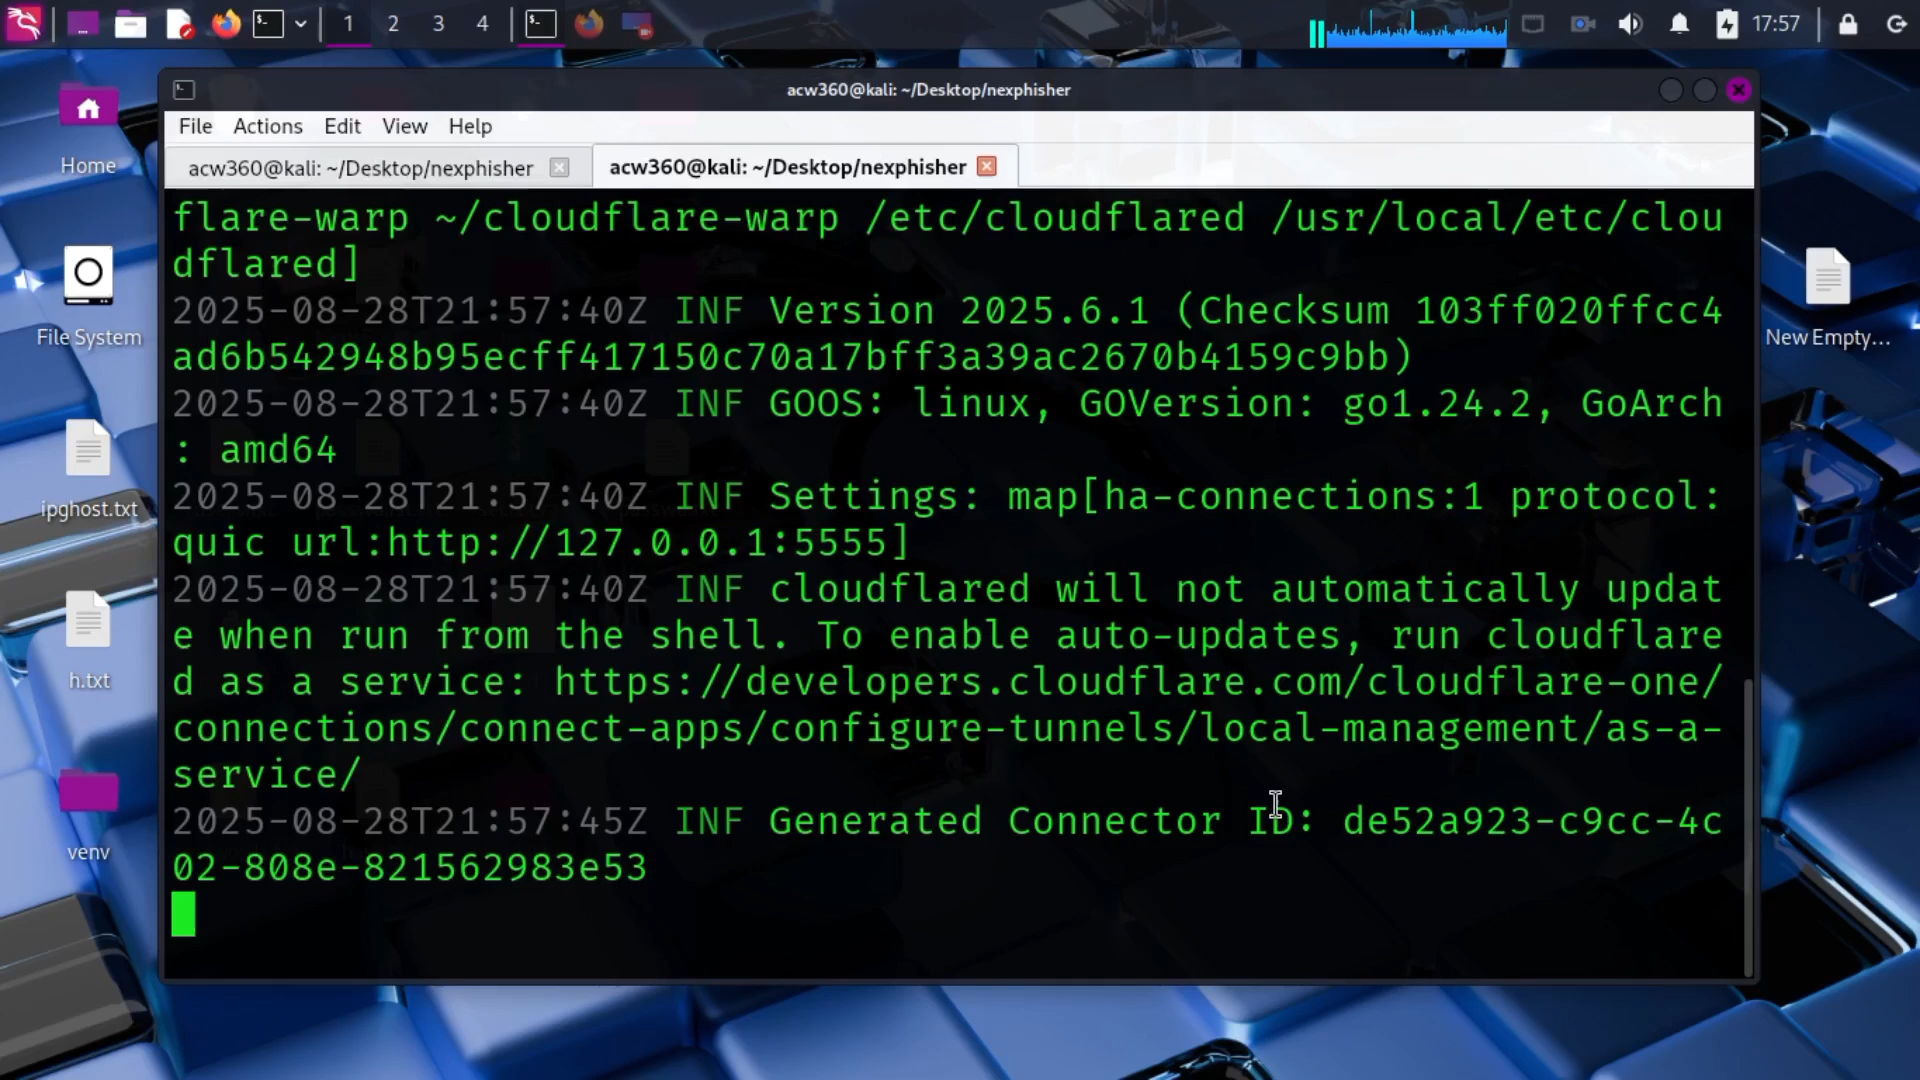 1 2 3 4 17:57
acw360@kali: ~/Desktop/nexphisher
File Actions Edit View Help
acw360@kali: ~/Desktop/nexphisher acw360@kali: ~/Desktop/nexphisher
flare-warp ~/cloudflare-warp /etc/cloudflared /usr/local/etc/clou
dflared]
2025-08-28T21:57:40Z INF Version 2025.6.1 (Checksum 103ff020ffcc4
ad6b542948b95ecff417150c70a17bff3a39ac2670b4159c9bb)
2025-08-28T21:57:40Z INF GOOS: linux, GOVersion: go1.24.2, GoArch
: amd64
2025-08-28T21:57:40Z INF Settings: map[ha-connections:1 protocol:
quic url:http://127.0.0.1:5555]
2025-08-28T21:57:40Z INF cloudflared will not automatically updat
e when run from the shell. To enable auto-updates, run cloudflare
d as a service: https://developers.cloudflare.com/cloudflare-one/
connections/connect-apps/configure-tunnels/local-management/as-a-
service/
2025-08-28T21:57:45Z INF Generated Connector ID: de52a923-c9cc-4c
02-808e-821562983e53
Home
File System
ipghost.txt
h.txt
venv
New Empty...